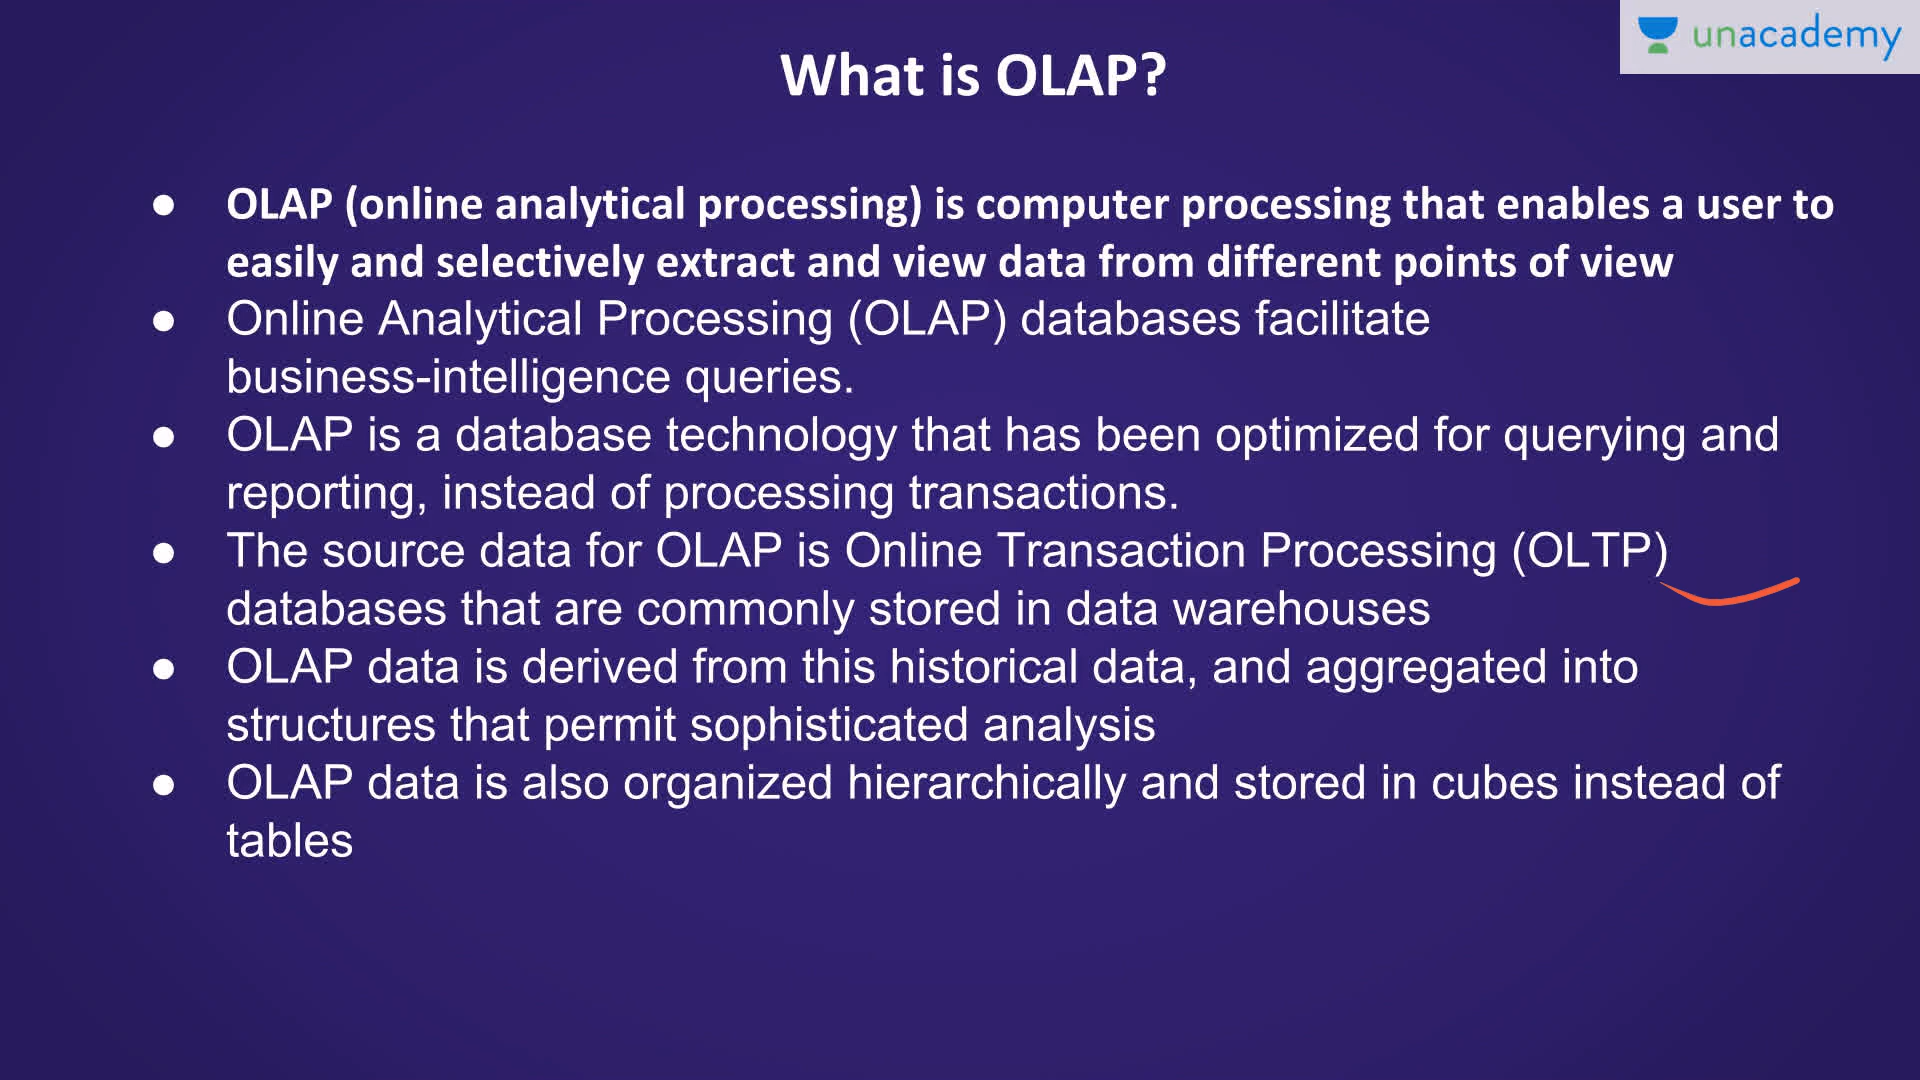 unacademy
What is OLAP?
● OLAP (online analytical processing) is computer processing that enables a user to
easily and selectively extract and view data from different points of view
● Online Analytical Processing (OLAP) databases facilitate
business-intelligence queries.
● OLAP is a database technology that has been optimized for querying and
reporting, instead of processing transactions.
● The source data for OLAP is Online Transaction Processing (OLTP)
databases that are commonly stored in data warehouses
● OLAP data is derived from this historical data, and aggregated into
structures that permit sophisticated analysis
● OLAP data is also organized hierarchically and stored in cubes instead of
tables